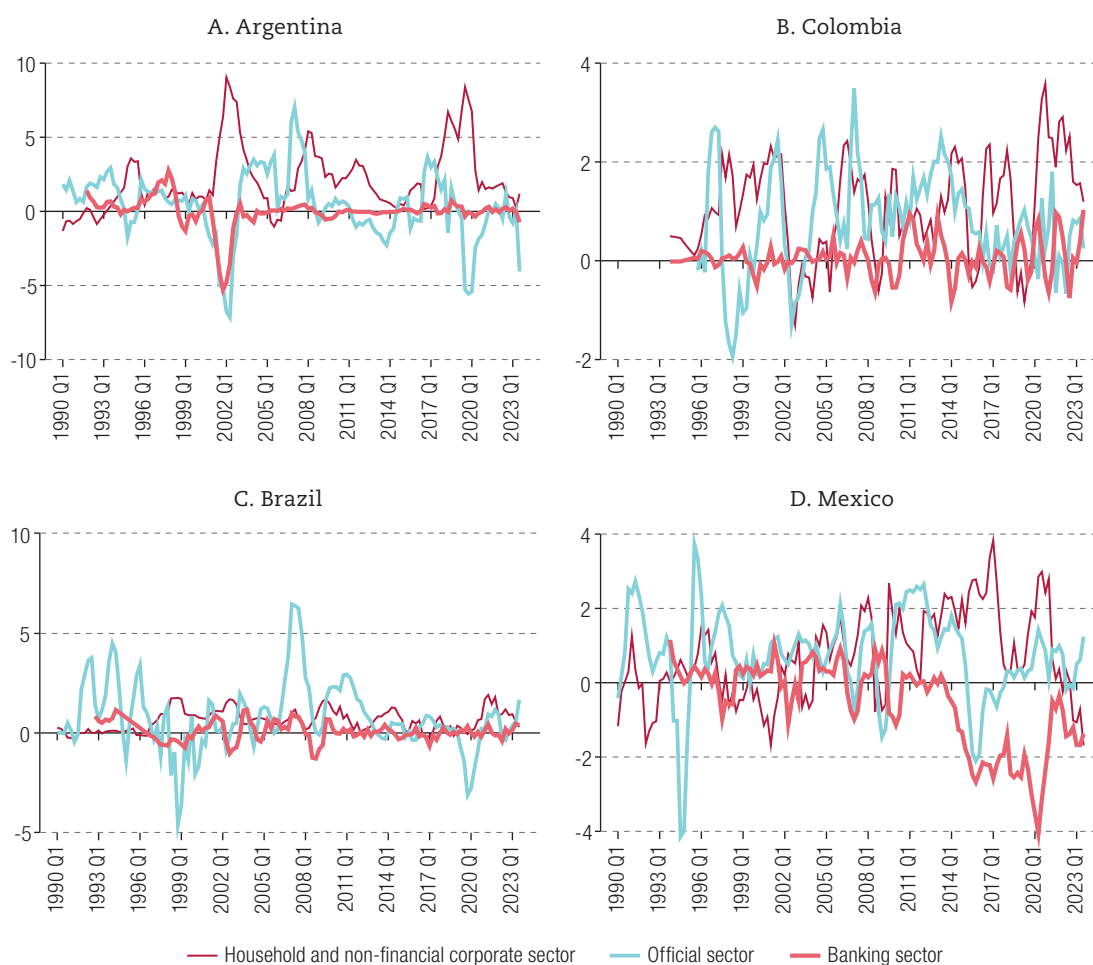 A. Argentina
10
5
0
-5
-10
1990 Q1
1993 Q1
1996 Q1
1999 Q1
2002 Q1
2005 Q1
2008 Q1
2011 Q1
2014 Q1
2017 Q1
2020 Q1
2023 Q1
B. Colombia
4
2
0
-2
1990 Q1
1993 Q1
1996 Q1
1999 Q1
2002 Q1
2005 Q1
2008 Q1
2011 Q1
2014 Q1
2017 Q1
2020 Q1
2023 Q1
C. Brazil
10
5
0
-5
1990 Q1
1993 Q1
1996 Q1
1999 Q1
2002 Q1
2005 Q1
2008 Q1
2011 Q1
2014 Q1
2017 Q1
2020 Q1
2023 Q1
D. Mexico
4
2
0
-2
-4
1990 Q1
1993 Q1
1996 Q1
1999 Q1
2002 Q1
2005 Q1
2008 Q1
2011 Q1
2014 Q1
2017 Q1
2020 Q1
2023 Q1
Household and non-financial corporate sector Official sector Banking sector